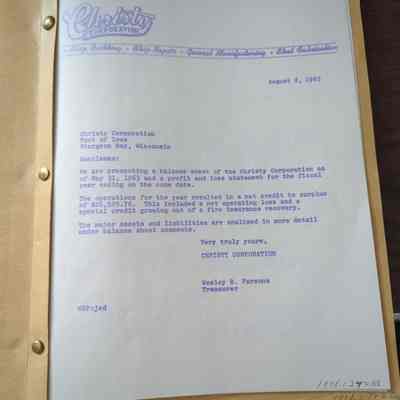 Christy
CORPORATION
Ship Building • Ship Repair • General Manufacturing • Steel Fabrication
August 8, 1963
Christy Corporation
Foot of Iowa
Sturgeon Bay, Wisconsin
Gentlemen:
We are presenting a balance sheet of the Christy Corporation as
of May 31, 1963 and a profit and loss statement for the fiscal
year ending on the same date.
The operations for the year resulted in a net credit to surplus
of This included a net operating loss and a
special credit growing out of a fire insurance recovery.
The major assets and liabilities are analized in more detail
under balance sheet comments.
Very truly yours,
CHRISTY CORPORATION
Wesley E. Parsons
Treasurer
WEP:jed